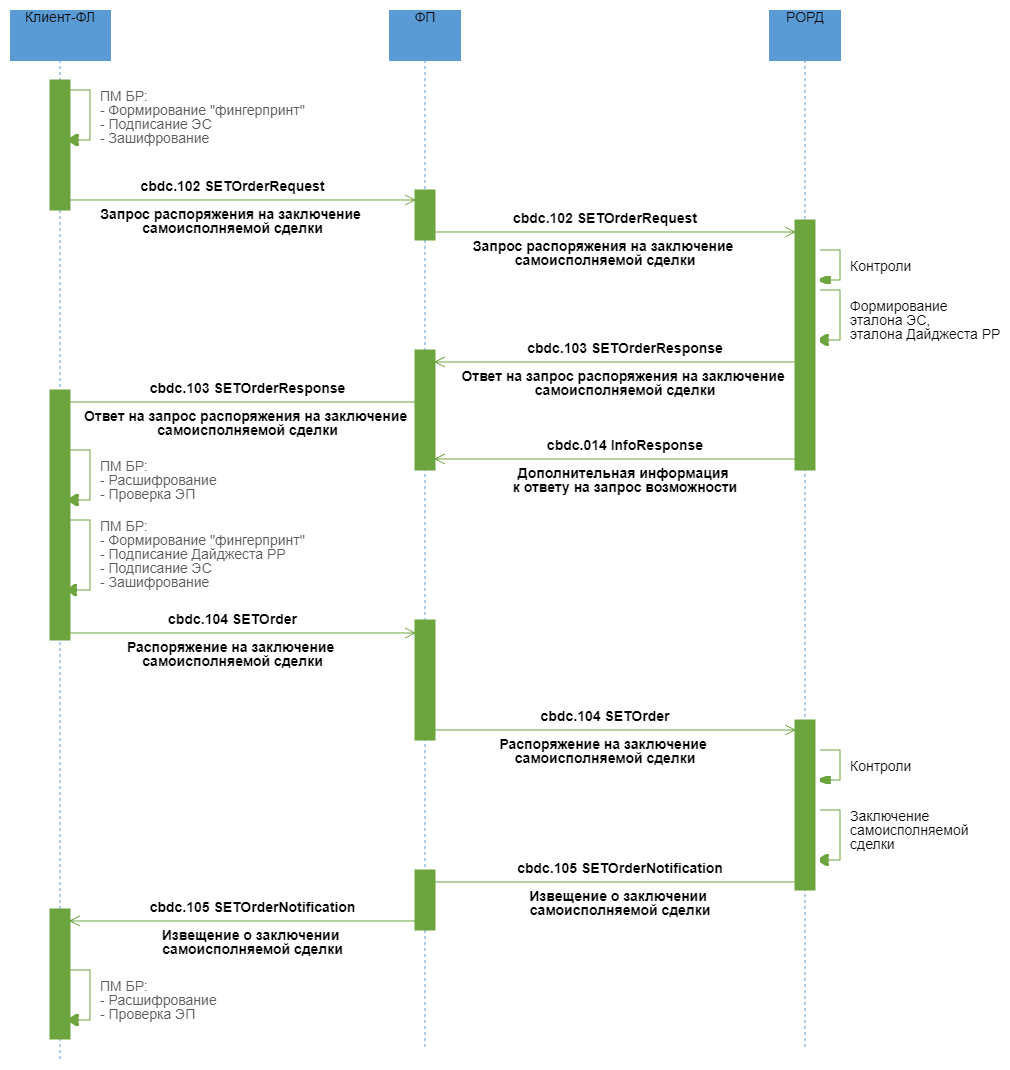 Клиент-ФЛ
ФП
РОРД
ПМ БР:
- Формирование "фингерпринт"
- Подписание ЭС
- Зашифрование
cbdc.102 SETOrderRequest
Запрос распоряжения на заключение
самоисполняемой сделки
cbdc.102 SETOrderRequest
Запрос распоряжения на заключение
самоисполняемой сделки
Контроли
Формирование
эталона ЭС,
эталона Дайджеста РР
cbdc.103 SETOrderResponse
Ответ на запрос распоряжения на заключение
самоисполняемой сделки
cbdc.103 SETOrderResponse
Ответ на запрос распоряжения на заключение
самоисполняемой сделки
cbdc.014 InfoResponse
Дополнительная информация
к ответу на запрос возможности
ПМ БР:
- Расшифрование
- Проверка ЭП
ПМ БР:
- Формирование "фингерпринт"
- Подписание Дайджеста РР
- Подписание ЭС
- Зашифрование
cbdc.104 SETOrder
Распоряжение на заключение
самоисполняемой сделки
cbdc.104 SETOrder
Распоряжение на заключение
самоисполняемой сделки
Контроли
Заключение
самоисполняемой
сделки
cbdc.105 SETOrderNotification
Извещение о заключении
самоисполняемой сделки
cbdc.105 SETOrderNotification
Извещение о заключении
самоисполняемой сделки
ПМ БР:
- Расшифрование
- Проверка ЭП